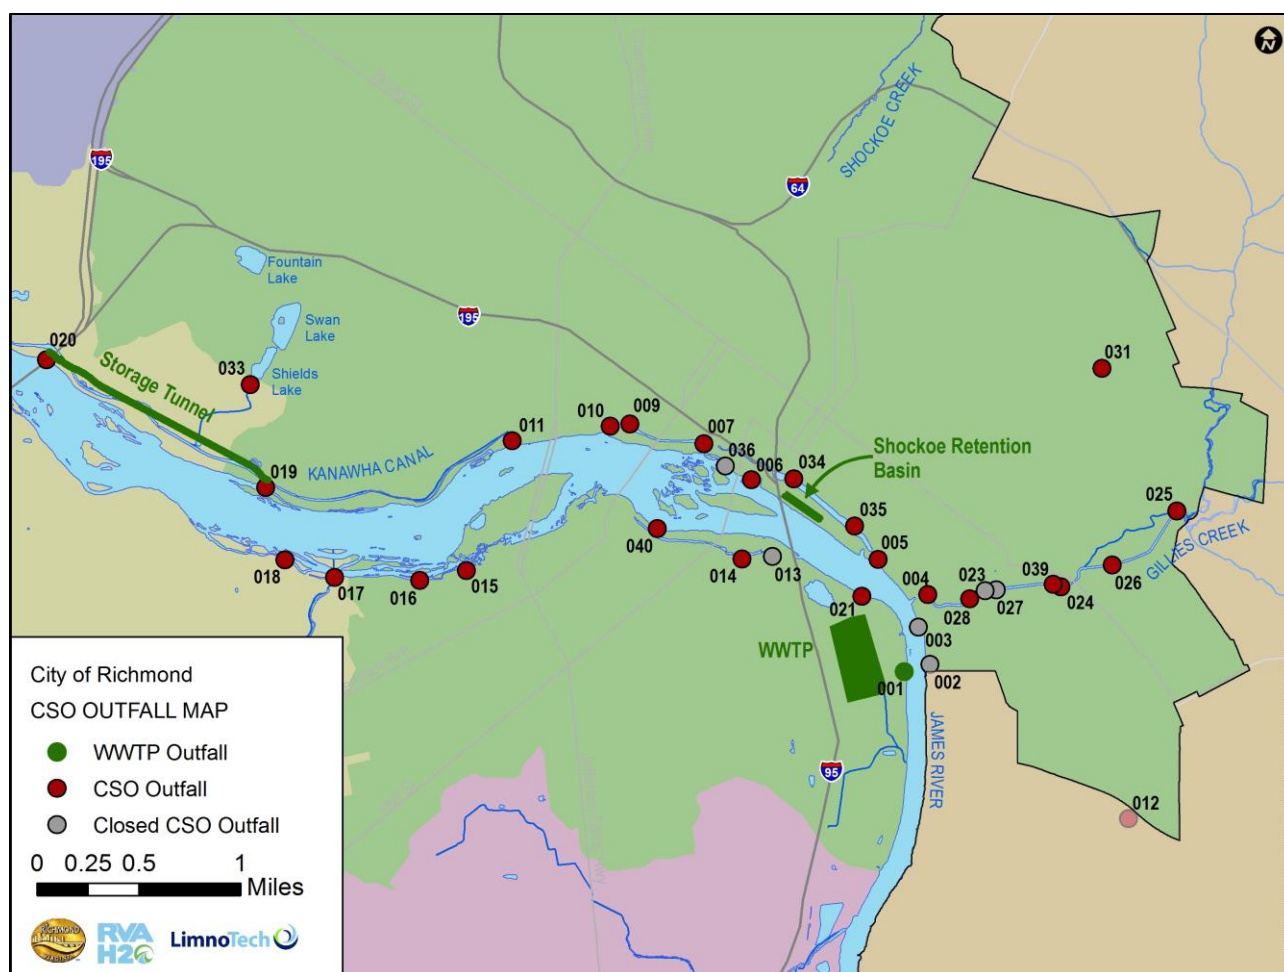 N
SHOCKOE CREEK
195
64
Fountain
Lake
Swan
Lake
195
020
Storage Tunnel
033
Shields
Lake
031
010
009
011
007
036
006
034
Shockoe Retention
Basin
KANAWHA CANAL
019
025
035
040
005
018
017
016
015
014
013
004
023
039
026
GILLIES CREEK
021
028
027
024
003
WWTP
001
002
JAMES RIVER
95
012
City of Richmond
CSO OUTFALL MAP
WWTP Outfall
CSO Outfall
Closed CSO Outfall
0 0.25 0.5 1
Miles
RICHMOND
RVA
H2O
LimnoTech